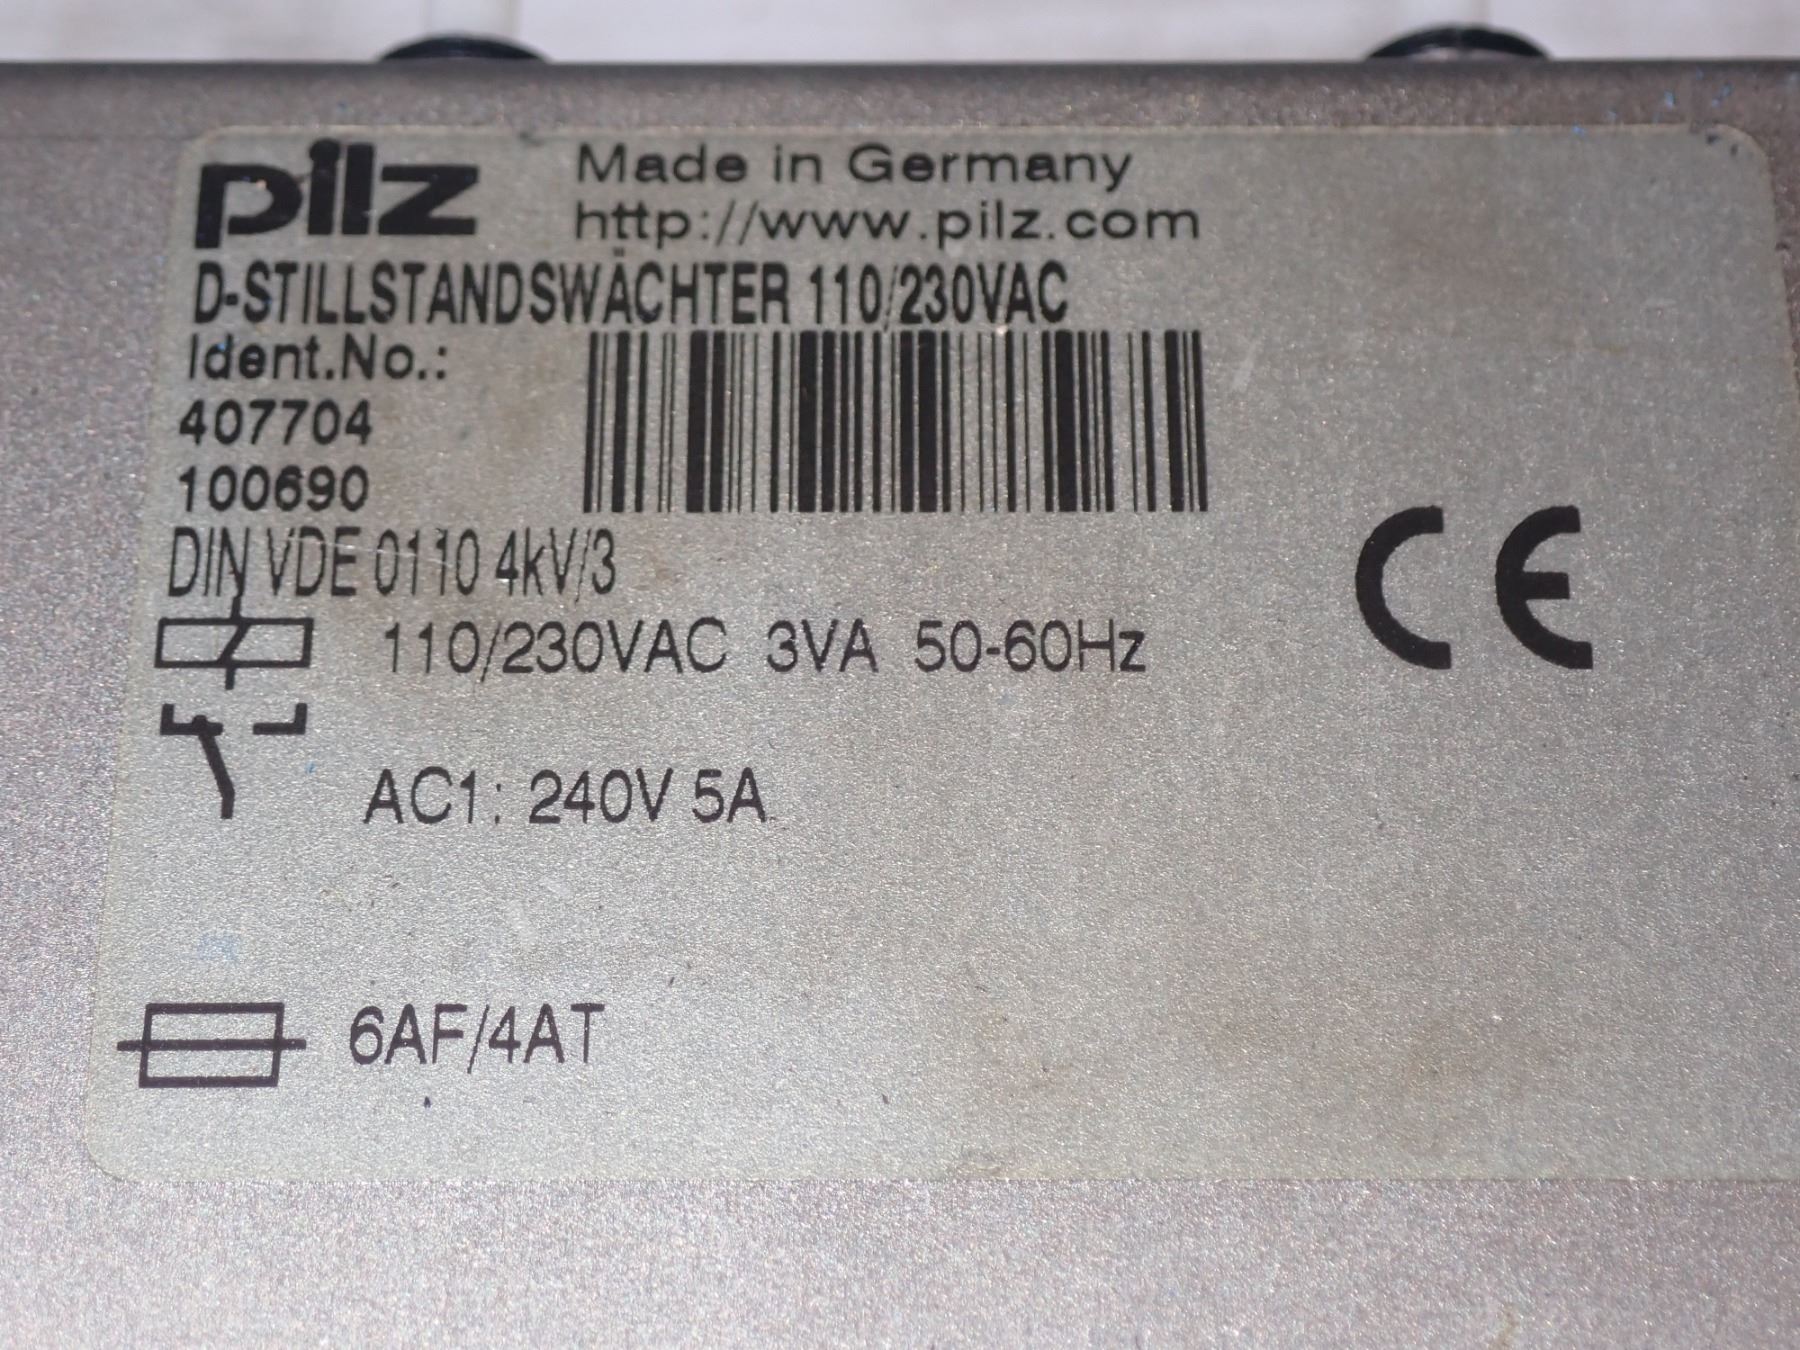 pilz
Made in Germany
http://www.pilz.com
D-STILLSTANDSWÄCHTER 110/230VAC
Ident.No.:
407704
100690
DIN VDE 0110 4kV/3
110/230VAC 3VA 50-60Hz
CE
AC1: 240V 5A
6AF/4AT